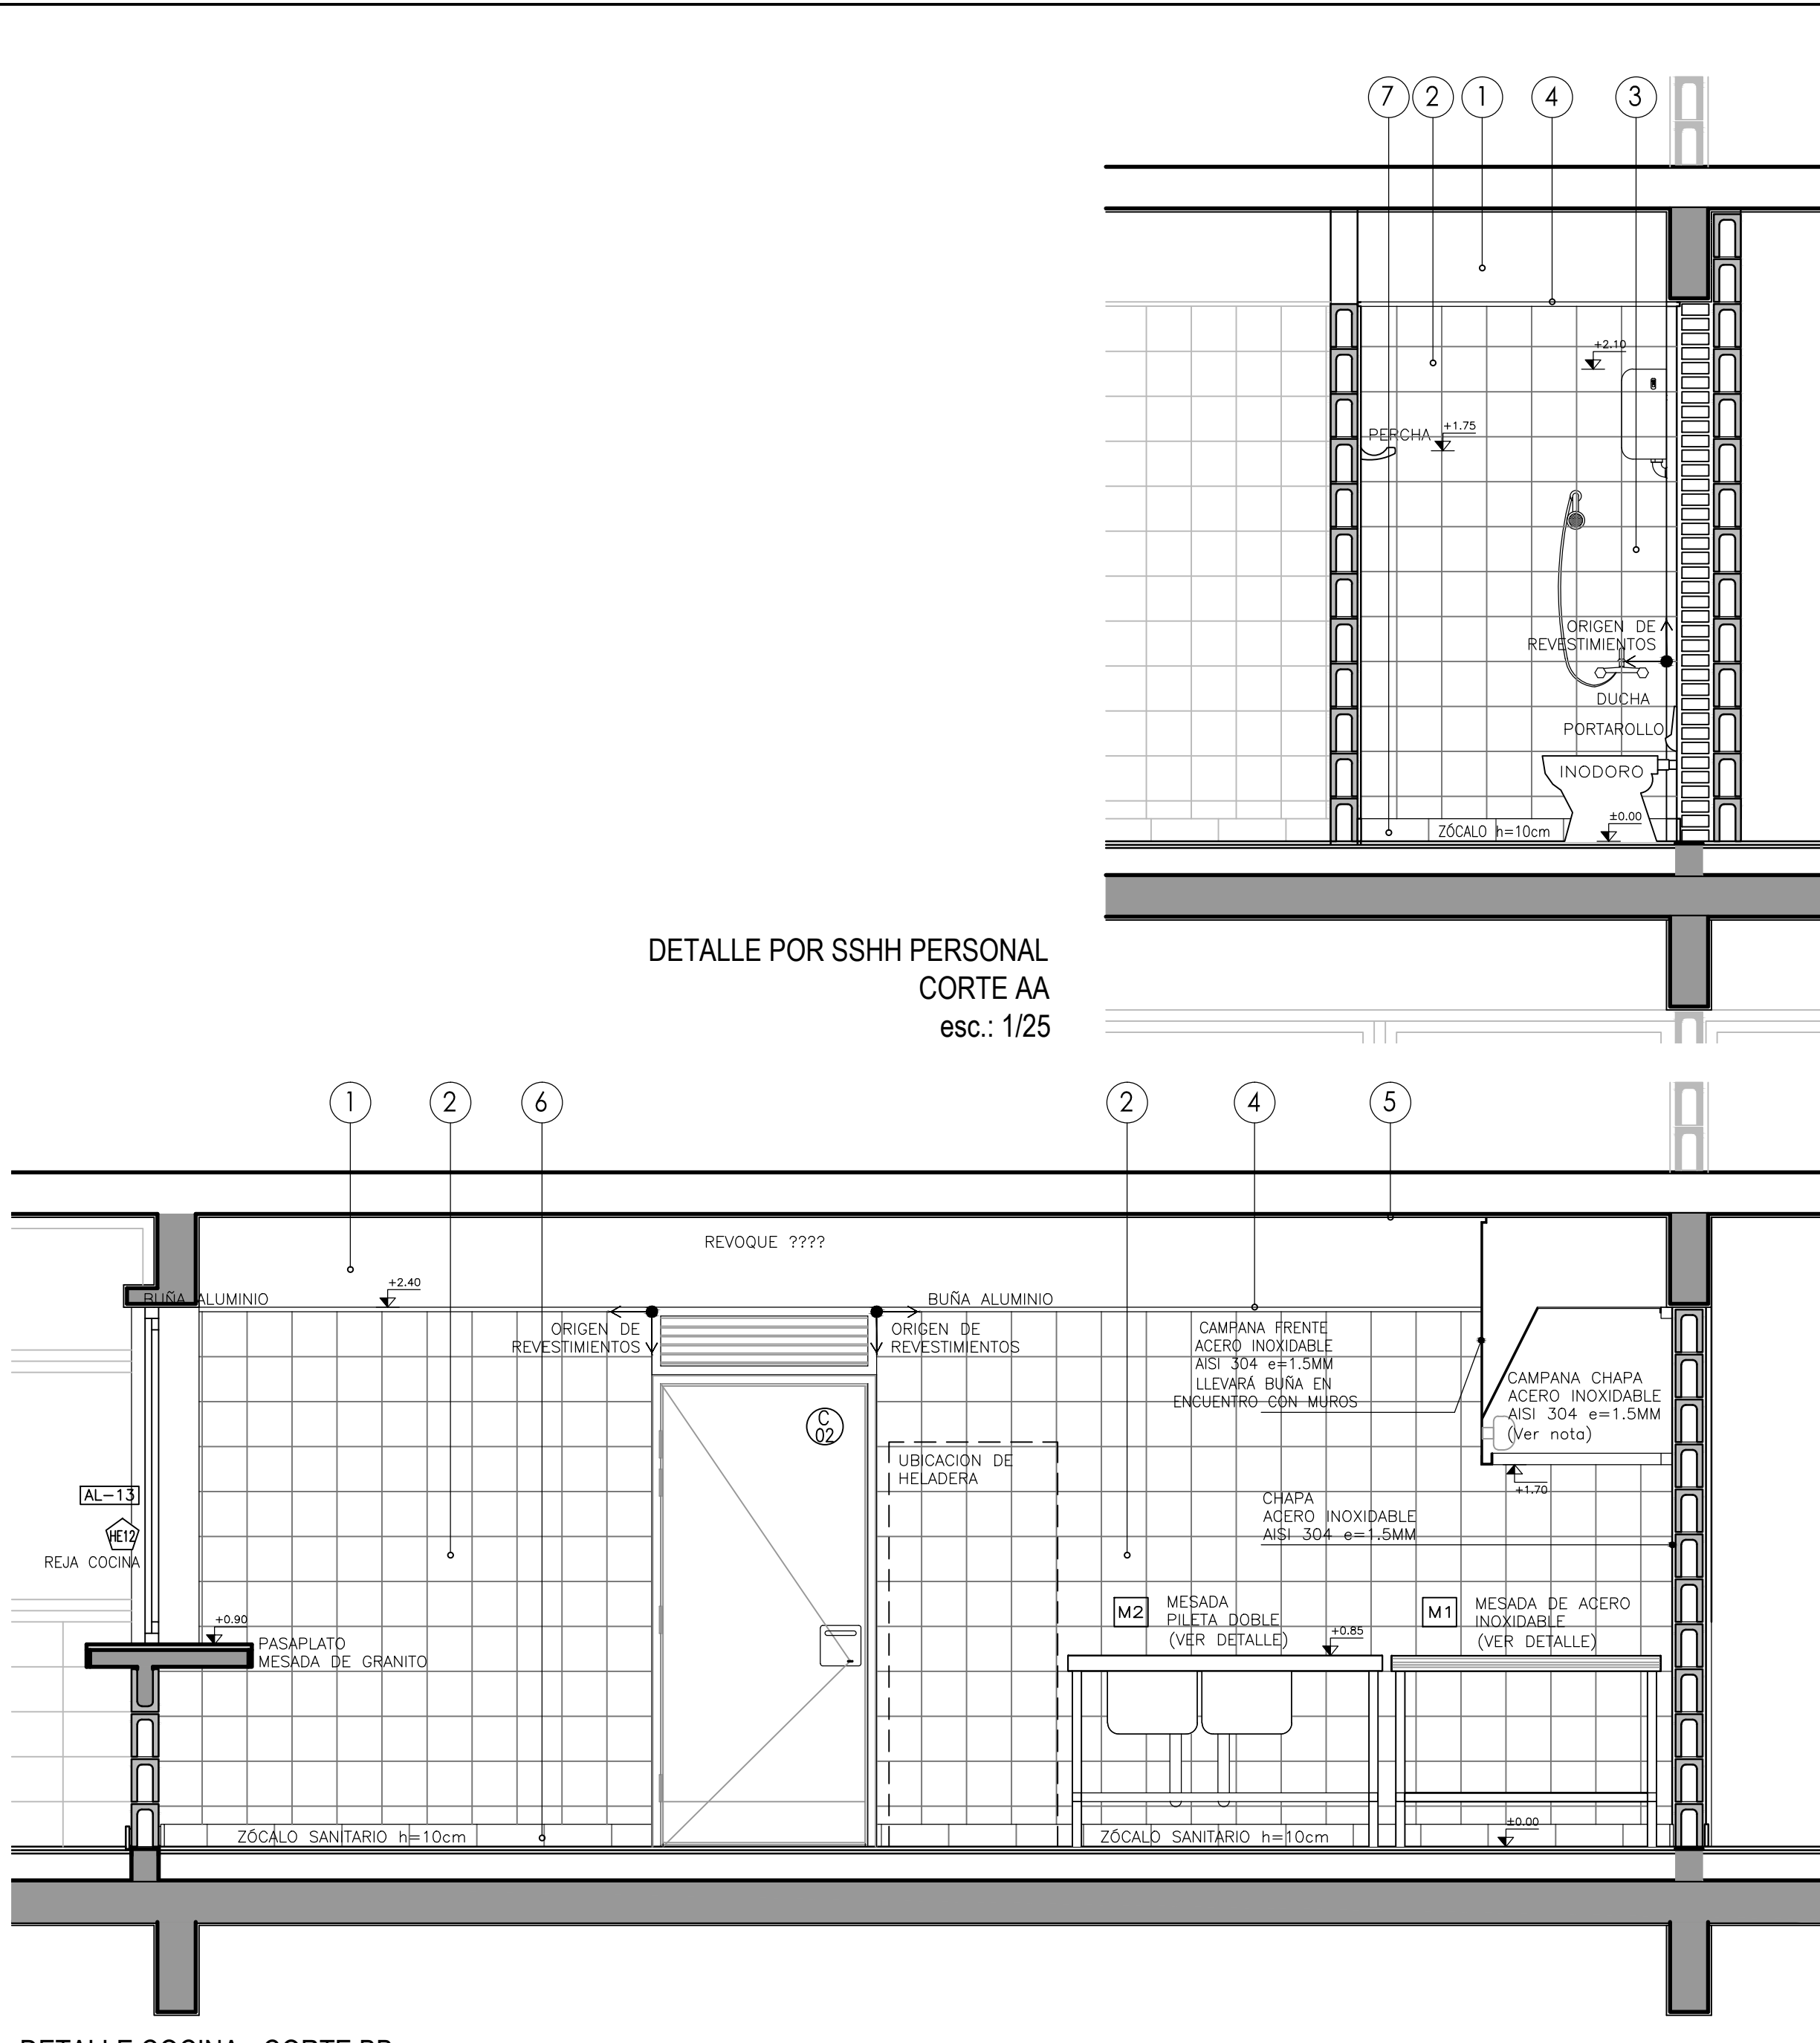 7 2 1 4 3
+2.10
PERCHA +1.75
ORIGEN DE
REVESTIMIENTOS
DUCHA
PORTAROLLO
INODORO
ZÓCALO h=10cm
±0.00
DETALLE POR SSHH PERSONAL
CORTE AA
esc.: 1/25
1 2 6 2 4 5
REVOQUE ????
+2.40
BUÑA ALUMINIO
BUÑA ALUMINIO
ORIGEN DE
REVESTIMIENTOS
ORIGEN DE
REVESTIMIENTOS
CAMPANA FRENTE
ACERO INOXIDABLE
AISI 304 e=1.5MM
LLEVARÁ BUÑA EN
ENCUENTRO CON MUROS
CAMPANA CHAPA
ACERO INOXIDABLE
AISI 304 e=1.5MM
(Ver nota)
C
02
UBICACION DE
HELADERA
+1.70
AL-13
HE12
REJA COCINA
CHAPA
ACERO INOXIDABLE
AISI 304 e=1.5MM
M2
MESADA
PILETA DOBLE
(VER DETALLE)
+0.85
M1
MESADA DE ACERO
INOXIDABLE
(VER DETALLE)
+0.90
PASAPLATO
MESADA DE GRANITO
ZÓCALO SANITARIO h=10cm
ZÓCALO SANITARIO h=10cm
±0.00